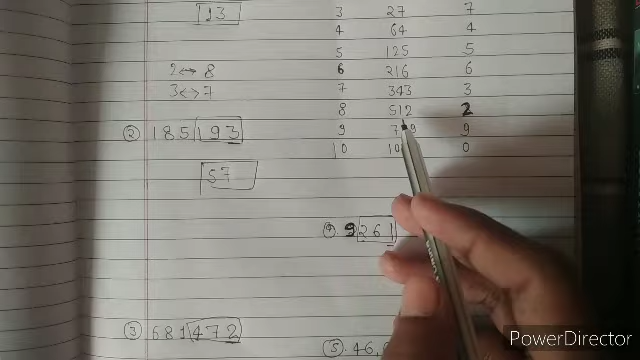 13
3 27 7
4 64 4
5 125 5
2↔8 6 216 6
3↔7 7 343 3
8 512 2
② 185193 9 9
10 0
57
9261
③ 681472
⑤. 46,
PowerDirector